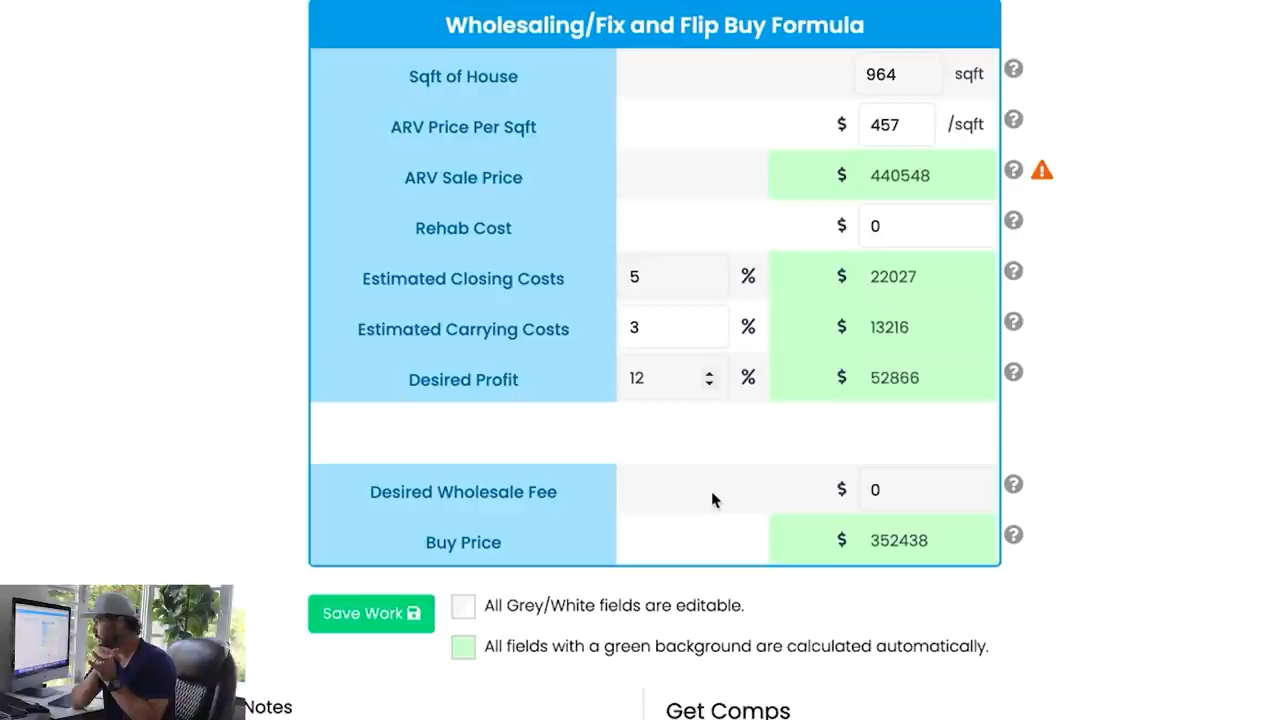 Wholesaling/Fix and Flip Buy Formula
Sqft of House 964 sqft ?
ARV Price Per Sqft $ 457 /sqft ?
ARV Sale Price $ 440548 ?
Rehab Cost $ 0 ?
Estimated Closing Costs 5 % $ 22027 ?
Estimated Carrying Costs 3 % $ 13216 ?
Desired Profit 12 % $ 52866 ?
Desired Wholesale Fee $ 0 ?
Buy Price $ 352438 ?
Save Work
All Grey/White fields are editable.
All fields with a green background are calculated automatically.
Notes
Get Comps